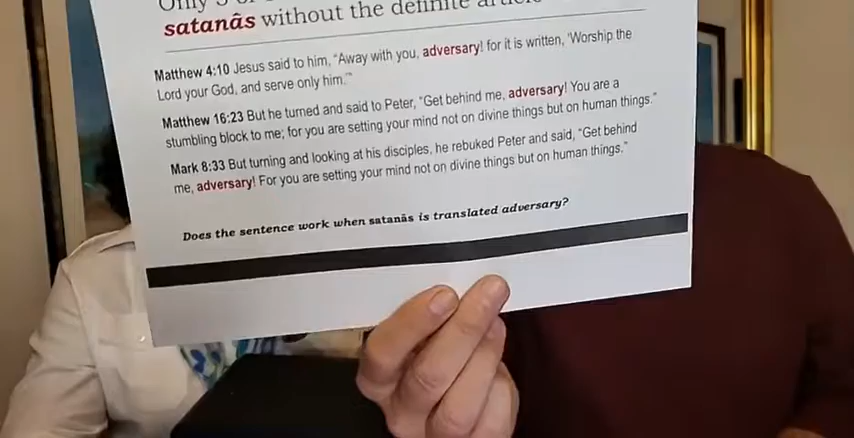 Only
satanãs without the definite
Matthew 4:10 Jesus said to him, “Away with you, adversary! for it is written, ‘Worship the
Lord your God, and serve only him.’”
Matthew 16:23 But he turned and said to Peter, “Get behind me, adversary! You are a
stumbling block to me; for you are setting your mind not on divine things but on human things.”
Mark 8:33 But turning and looking at his disciples, he rebuked Peter and said, “Get behind
me, adversary! For you are setting your mind not on divine things but on human things.”
Does the sentence work when satanãs is translated adversary?